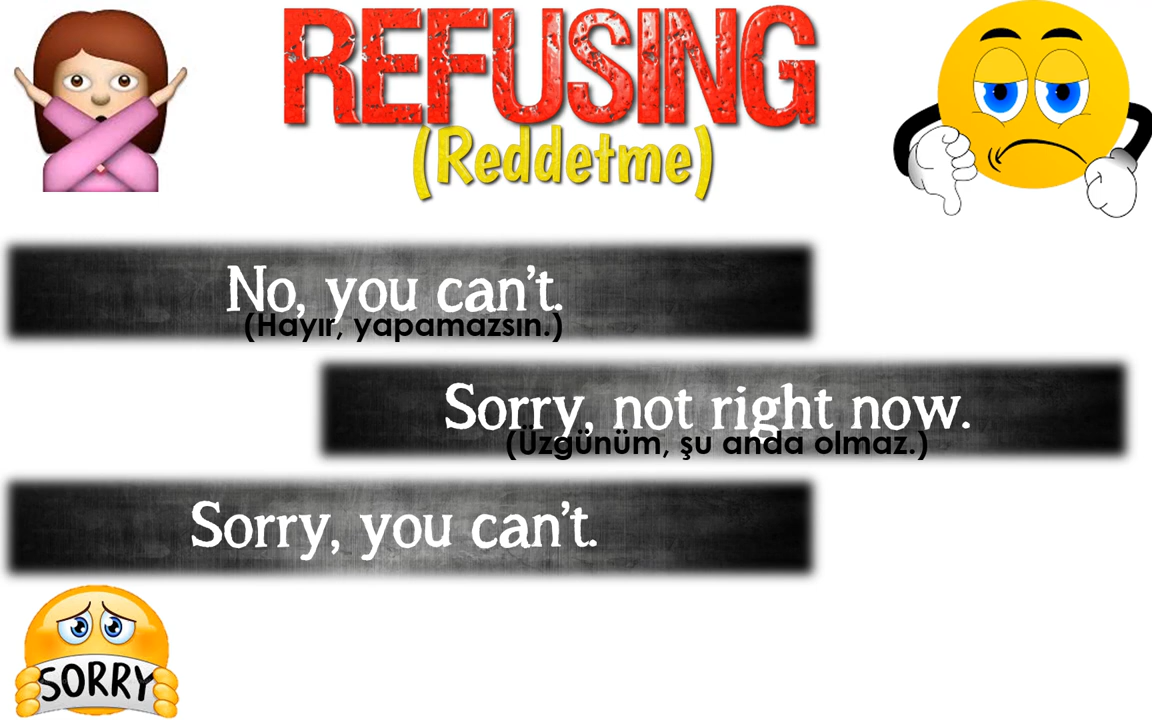 REFUSING
(Reddetme)
No, you can't.
(Hayır, yapamazsın.)
Sorry, not right now.
(Üzgünüm, şu anda olmaz.)
Sorry, you can't.
SORRY